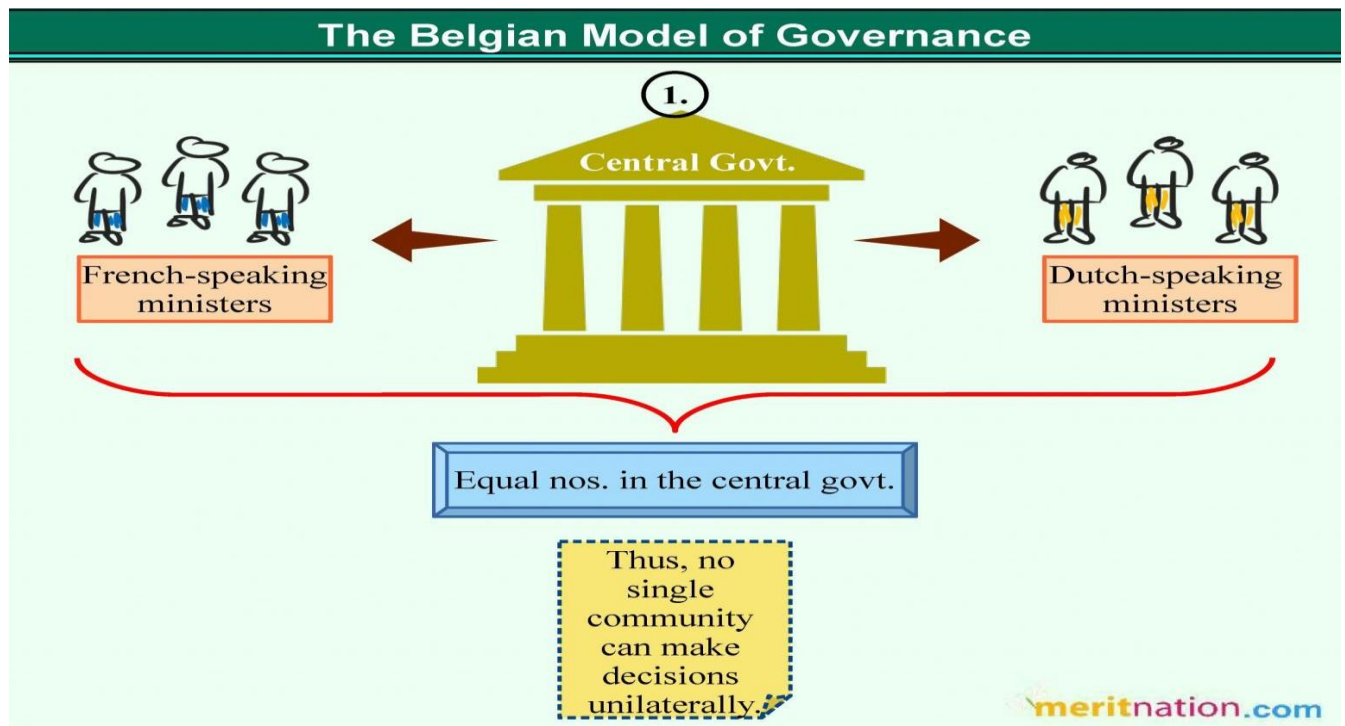 The Belgian Model of Governance
1.
Central Govt.
French-speaking
ministers
Dutch-speaking
ministers
Equal nos. in the central govt.
Thus, no
single
community
can make
decisions
unilaterally.
meritnation.com